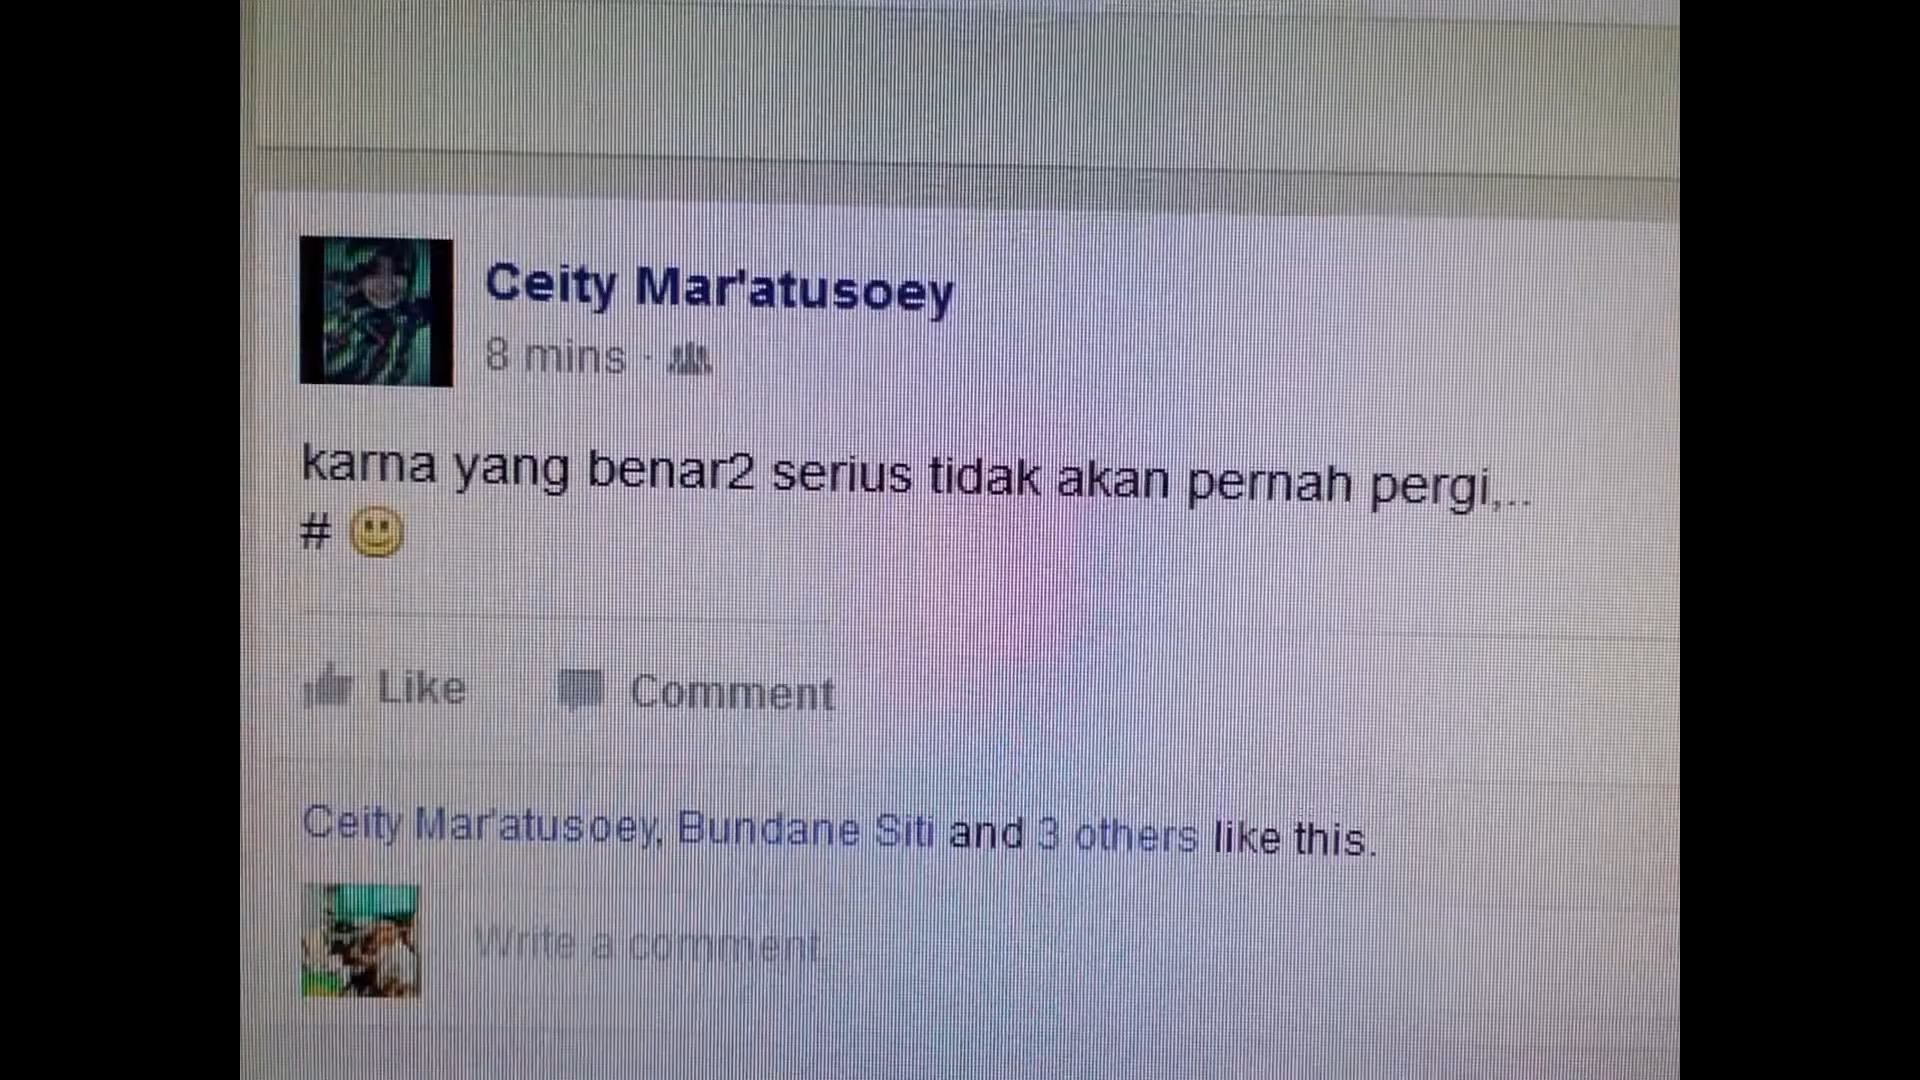 Ceity Mar'atusoey
8 mins ·
karna yang benar2 serius tidak akan pernah pergi,..
# 
Like Comment
Ceity Mar'atusoey, Bundane Siti and 3 others like this.
Write a comment